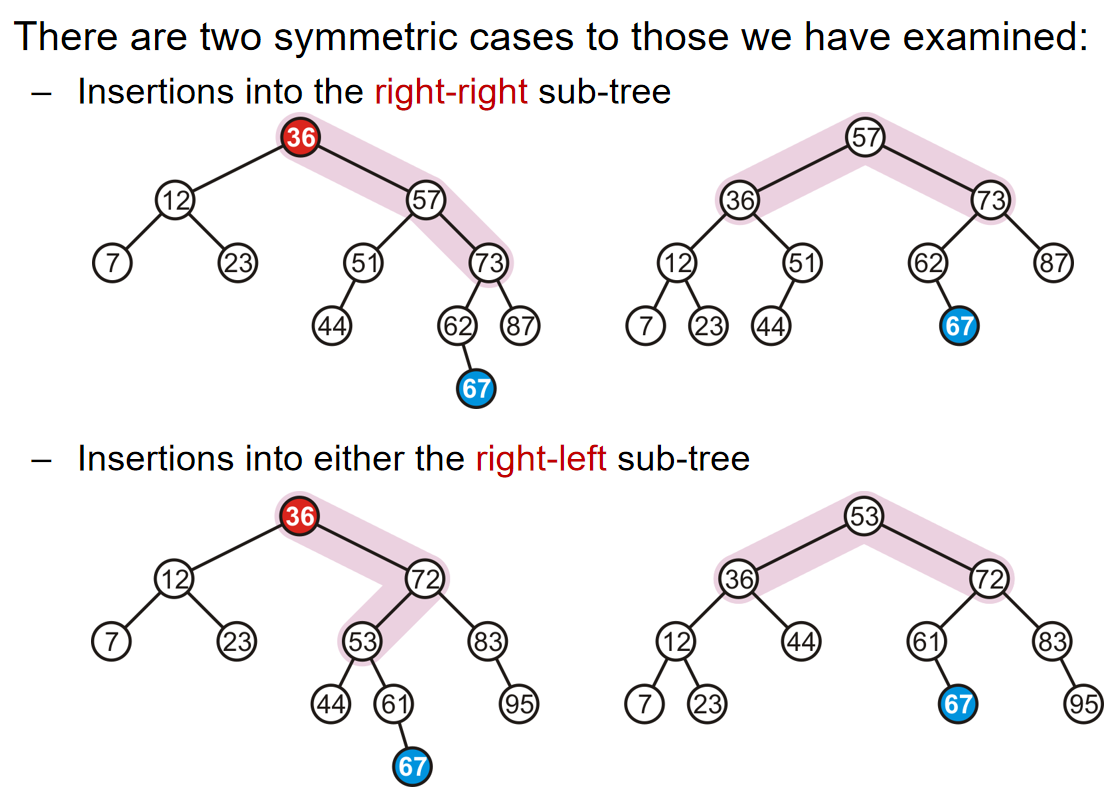 There are two symmetric cases to those we have examined:
– Insertions into the right-right sub-tree
36 57
12 57 36 73
7 23 51 73 12 51 62 87
44 62 87 7 23 44 67
67
– Insertions into either the right-left sub-tree
36 53
12 72 36 72
7 23 53 83 12 44 61 83
44 61 95 7 23 67 95
67